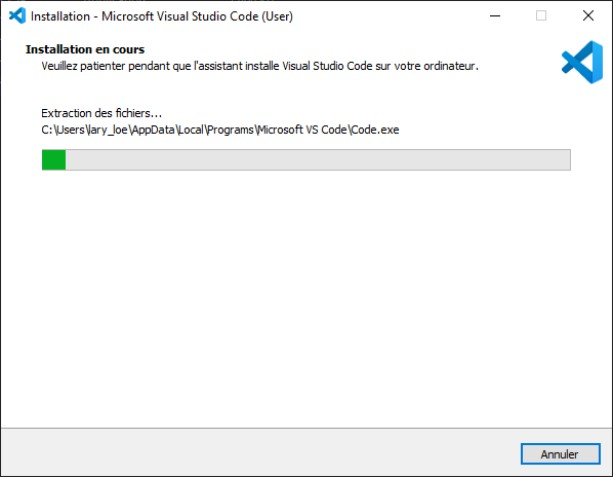 Installation - Microsoft Visual Studio Code (User)
Installation en cours
Veuillez patienter pendant que l'assistant installe Visual Studio Code sur votre ordinateur.
Extraction des fichiers...
C:\Users\lary_loe\AppData\Local\Programs\Microsoft VS Code\Code.exe
Annuler